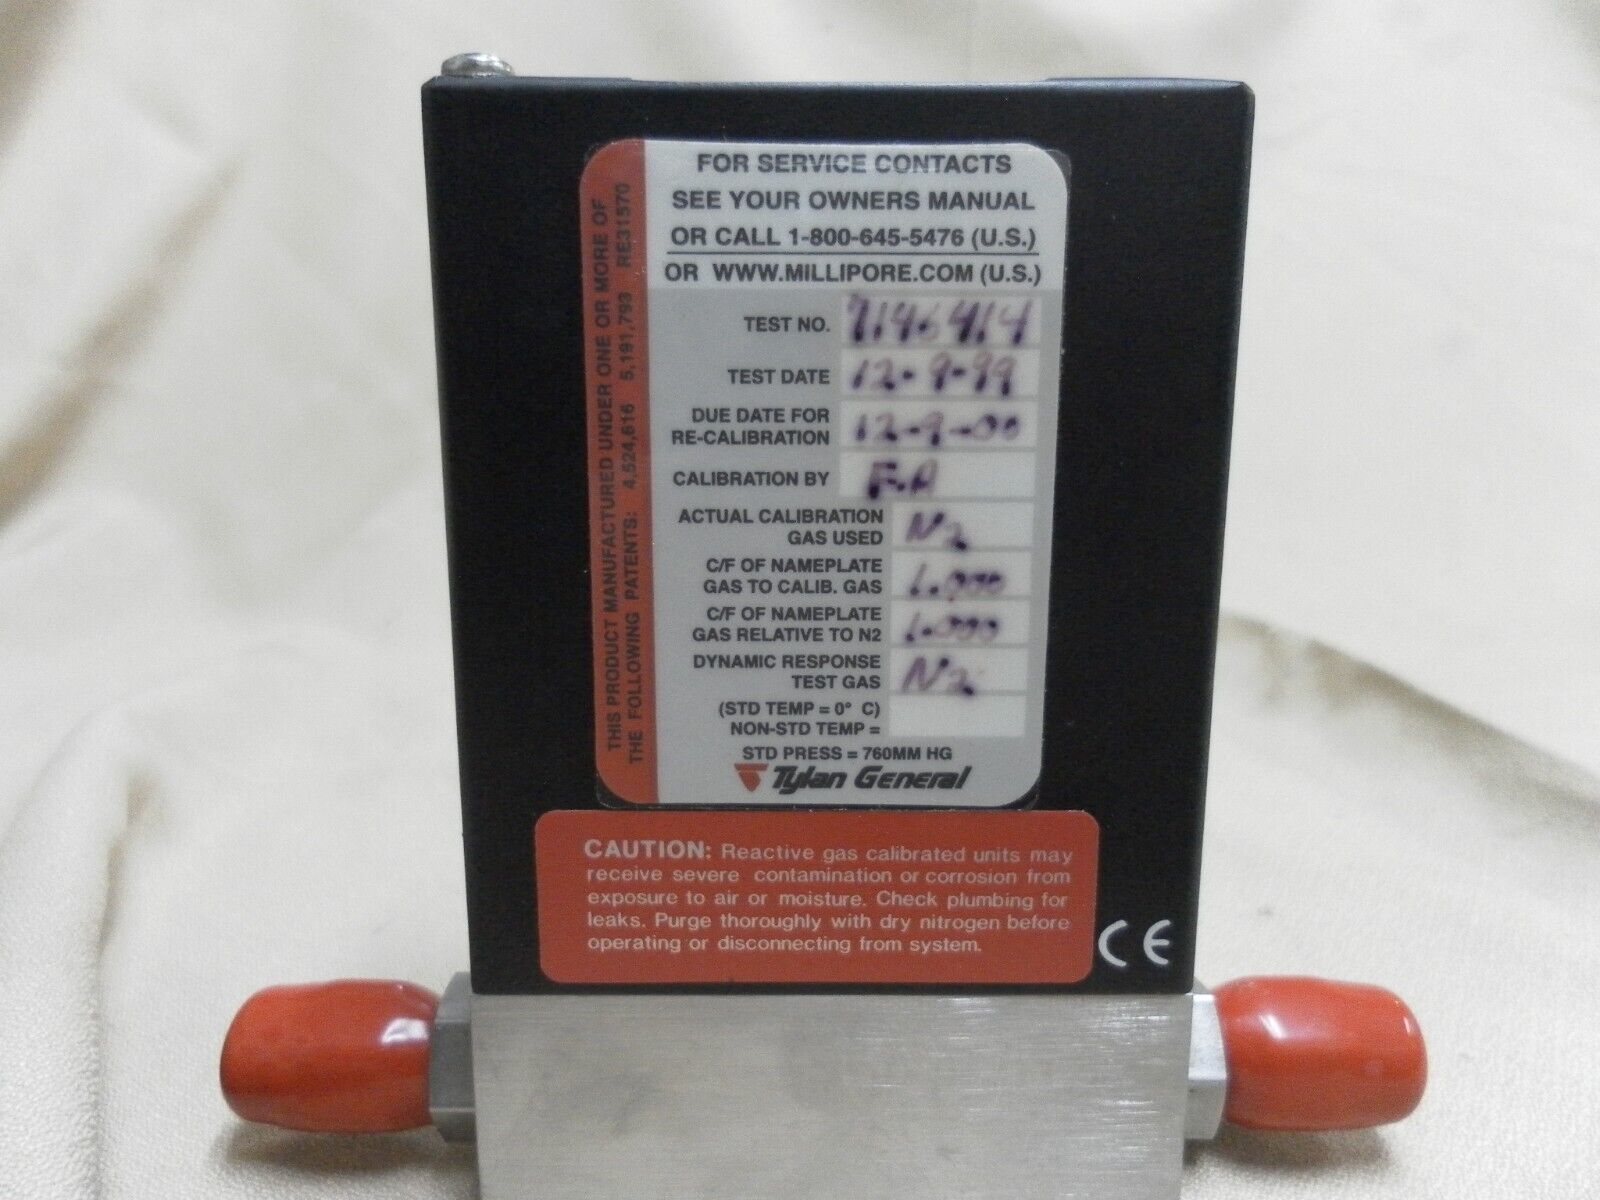 FOR SERVICE CONTACTS
SEE YOUR OWNERS MANUAL
OR CALL 1-800-645-5476 (U.S.)
OR WWW.MILLIPORE.COM (U.S.)
THIS PRODUCT MANUFACTURED UNDER ONE OR MORE OF
THE FOLLOWING PATENTS: 4,524,616 5,191,793 RE31570
TEST NO. 7146414
TEST DATE 12-9-99
DUE DATE FOR
RE-CALIBRATION 12-9-00
CALIBRATION BY F.A
ACTUAL CALIBRATION
GAS USED N2
C/F OF NAMEPLATE
GAS TO CALIB. GAS 1.000
C/F OF NAMEPLATE
GAS RELATIVE TO N2 1.000
DYNAMIC RESPONSE
TEST GAS N2
(STD TEMP = 0° C)
NON-STD TEMP =
STD PRESS = 760MM HG
Tylan General
CAUTION: Reactive gas calibrated units may
receive severe contamination or corrosion from
exposure to air or moisture. Check plumbing for
leaks. Purge thoroughly with dry nitrogen before
operating or disconnecting from system.
CE